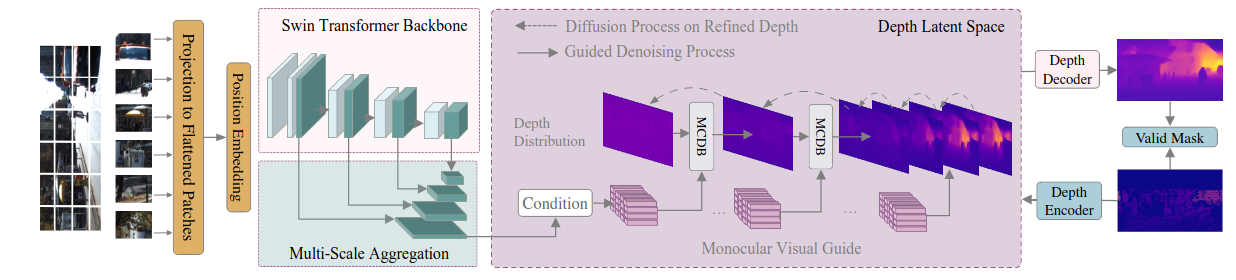 Projection to Flattened Patches
Position Embedding
Swin Transformer Backbone
Multi-Scale Aggregation
Diffusion Process on Refined Depth
Guided Denoising Process
Depth Latent Space
Depth
Distribution
MCDB
MCDB
Condition
...
...
Monocular Visual Guide
Depth
Decoder
Valid Mask
Depth
Encoder